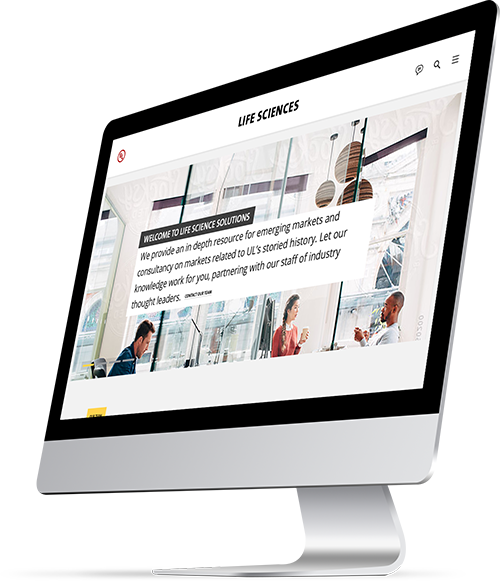 LIFE SCIENCES
WELCOME TO LIFE SCIENCE SOLUTIONS
We provide an in depth resource for emerging markets and
consultancy on markets related to UL's storied history. Let our
knowledge work for you, partnering with our staff of industry
thought leaders. CONTACT OUR TEAM